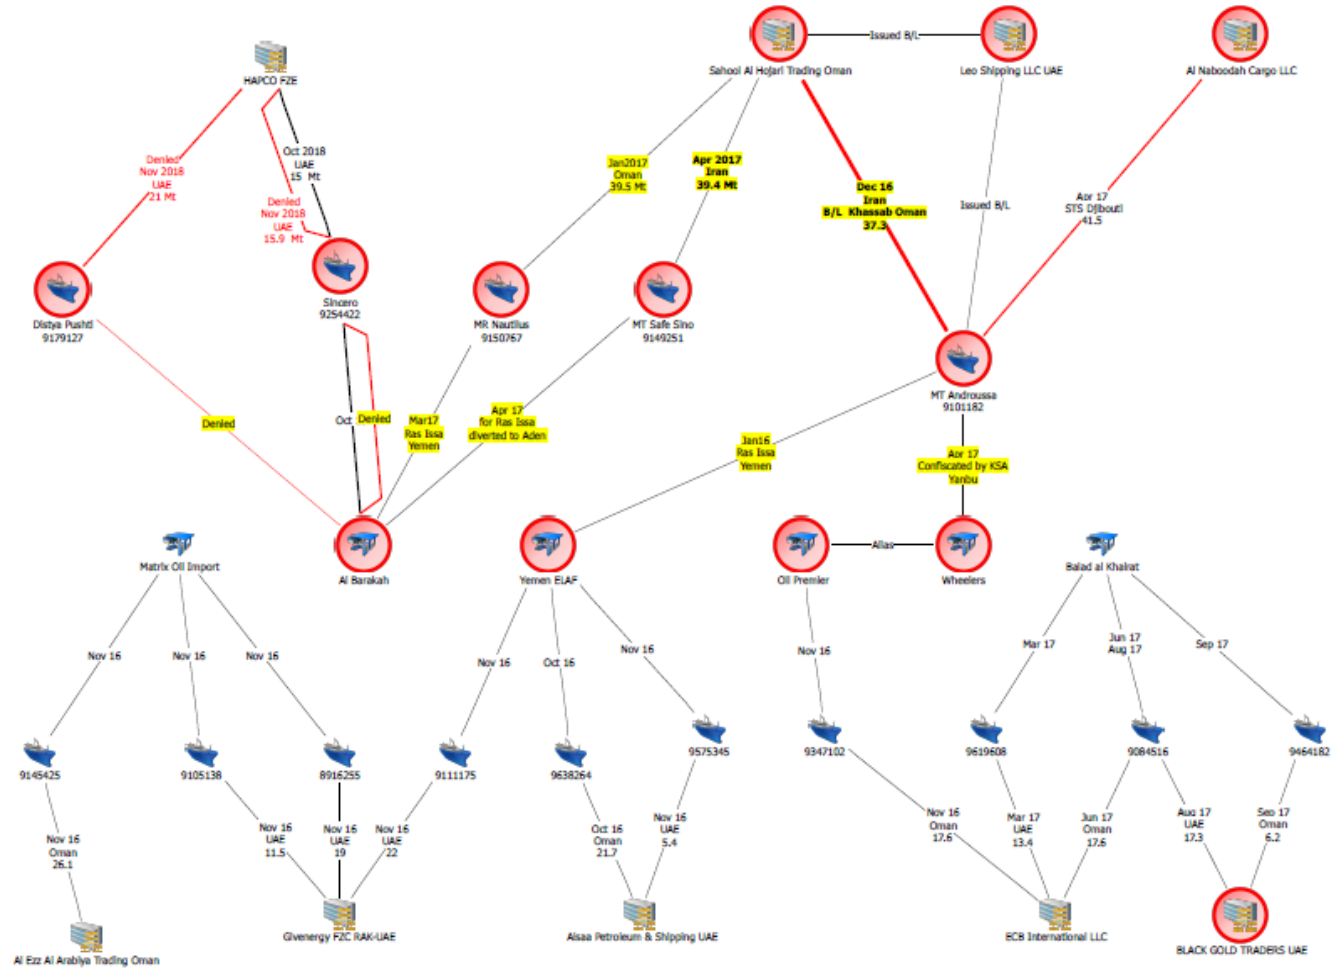 Issued B/L
HAPCO FZE
Sahool Al Hojari Trading Oman
Leo Shipping LLC UAE
Al Naboodah Cargo LLC
Denied
Nov 2018
UAE
21 Mt
Oct 2018
UAE
15 Mt
Denied
Nov 2018
UAE
15.9 Mt
Jan2017
Oman
39.5 Mt
Apr 2017
Iran
39.4 Mt
Dec 16
Iran
B/L Khassab Oman
37.3
Issued B/L
Apr 17
STS Djibouti
41.5
Distya Pushti
9179127
Sincero
9254422
MR Nautilus
9150767
MT Safe Sino
9149251
MT Androussa
9101182
Denied
Oct
Denied
Mar17
Ras Issa
Yemen
Apr 17
for Ras Issa
diverted to Aden
Jan16
Ras Issa
Yemen
Apr 17
Confiscated by KSA
Yanbu
Matrix Oil Import
Al Barakah
Yemen ELAF
Oil Premier
Alias
Wheelers
Balad al Khairat
Nov 16
Nov 16
Nov 16
Nov 16
Oct 16
Nov 16
Nov 16
Mar 17
Jun 17
Aug 17
Sep 17
9145425
9105138
8916255
9111175
9638264
9575345
9347102
9619608
9084516
9464182
Nov 16
Oman
26.1
Nov 16
UAE
11.5
Nov 16
UAE
19
Nov 16
UAE
22
Oct 16
Oman
21.7
Nov 16
UAE
5.4
Nov 16
Oman
17.6
Mar 17
UAE
13.4
Jun 17
Oman
17.6
Aug 17
UAE
17.3
Sep 17
Oman
6.2
Al Ezz Al Arabiya Trading Oman
Givenergy FZC RAK-UAE
Alsaa Petroleum & Shipping UAE
ECB International LLC
BLACK GOLD TRADERS UAE